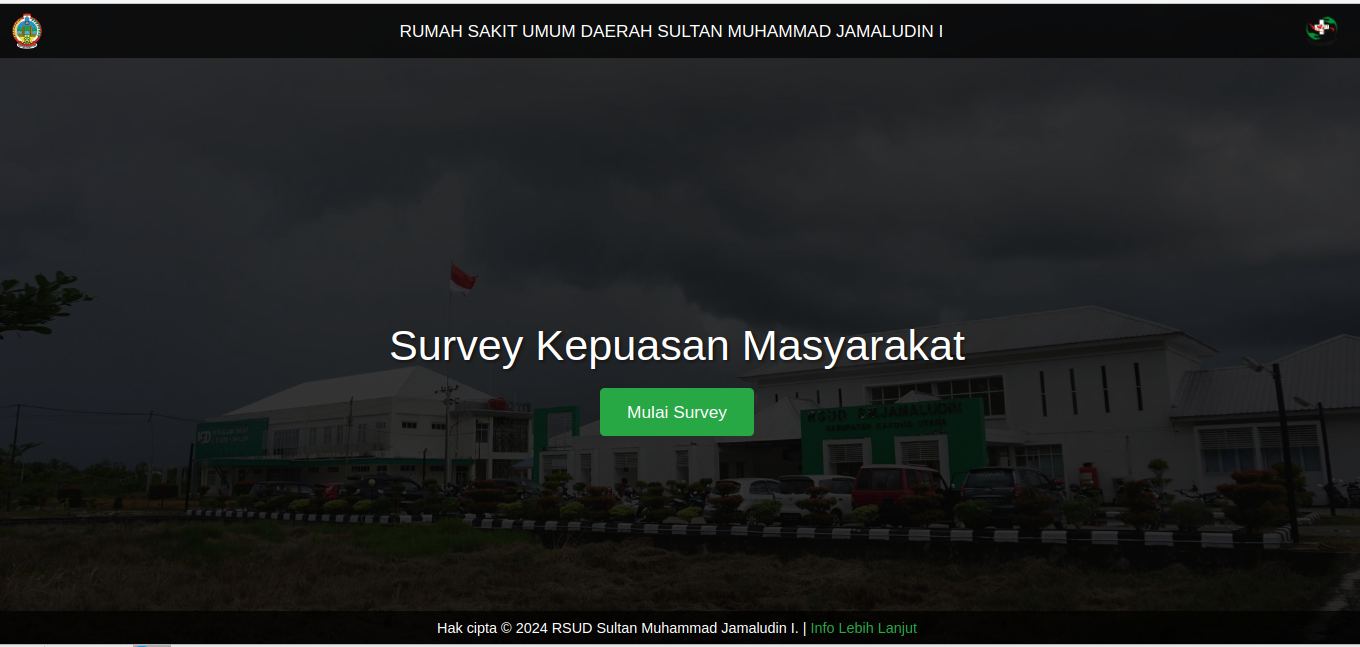 RUMAH SAKIT UMUM DAERAH SULTAN MUHAMMAD JAMALUDIN I
Survey Kepuasan Masyarakat
Mulai Survey
RSUD
Hak cipta © 2024 RSUD Sultan Muhammad Jamaludin I. | Info Lebih Lanjut